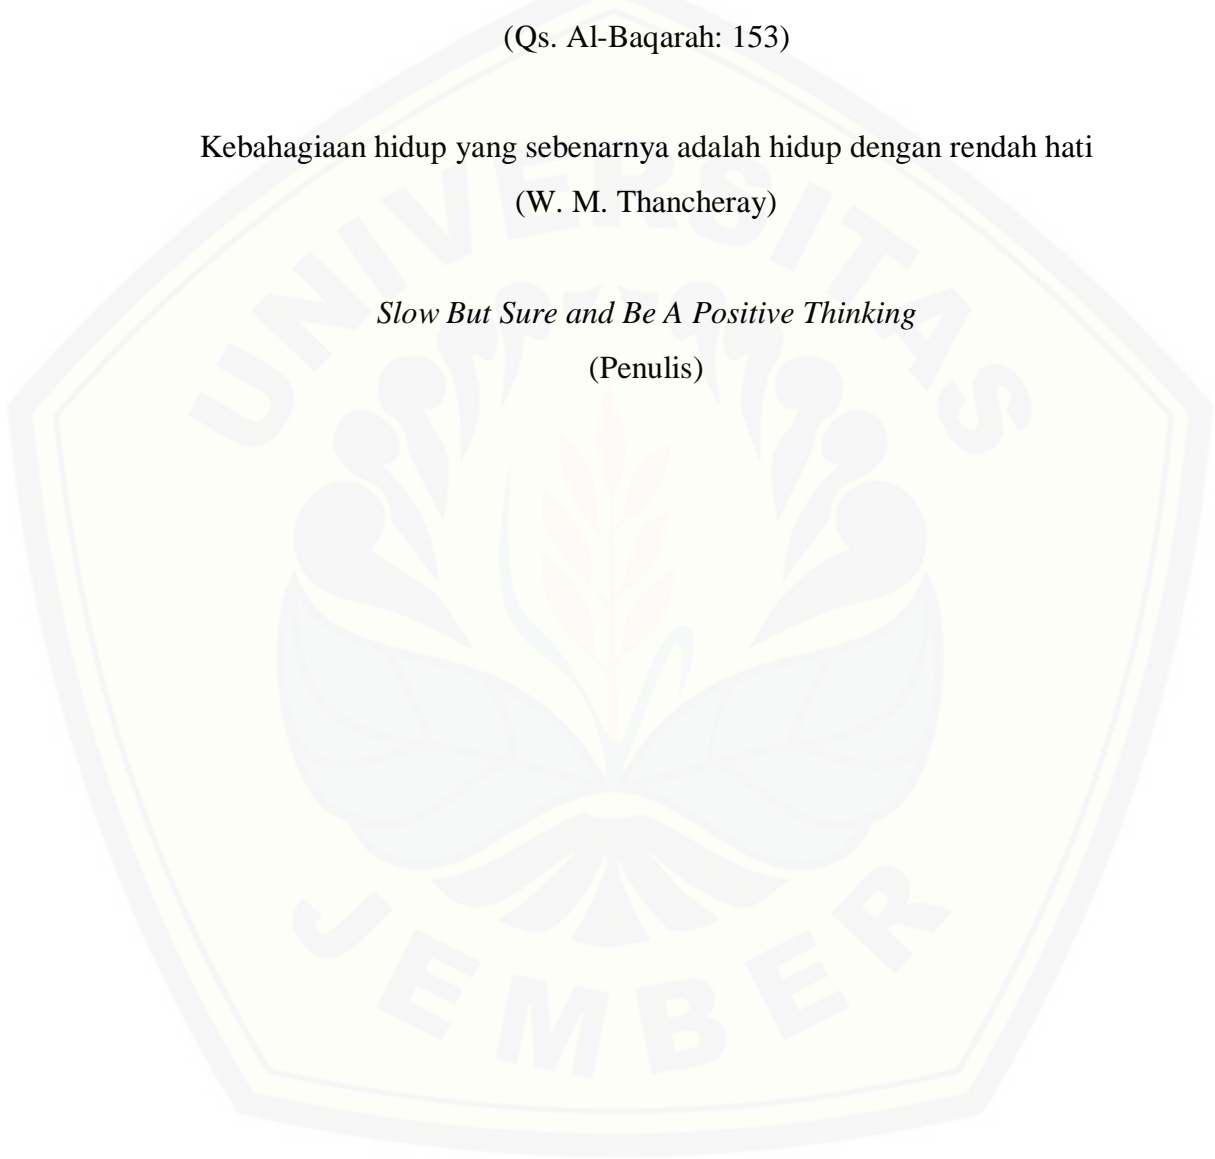 (Qs. Al-Baqarah: 153)
Kebahagiaan hidup yang sebenarnya adalah hidup dengan rendah hati
(W. M. Thancheray)
Slow But Sure and Be A Positive Thinking
(Penulis)
UNIVERSITAS
JEMBER